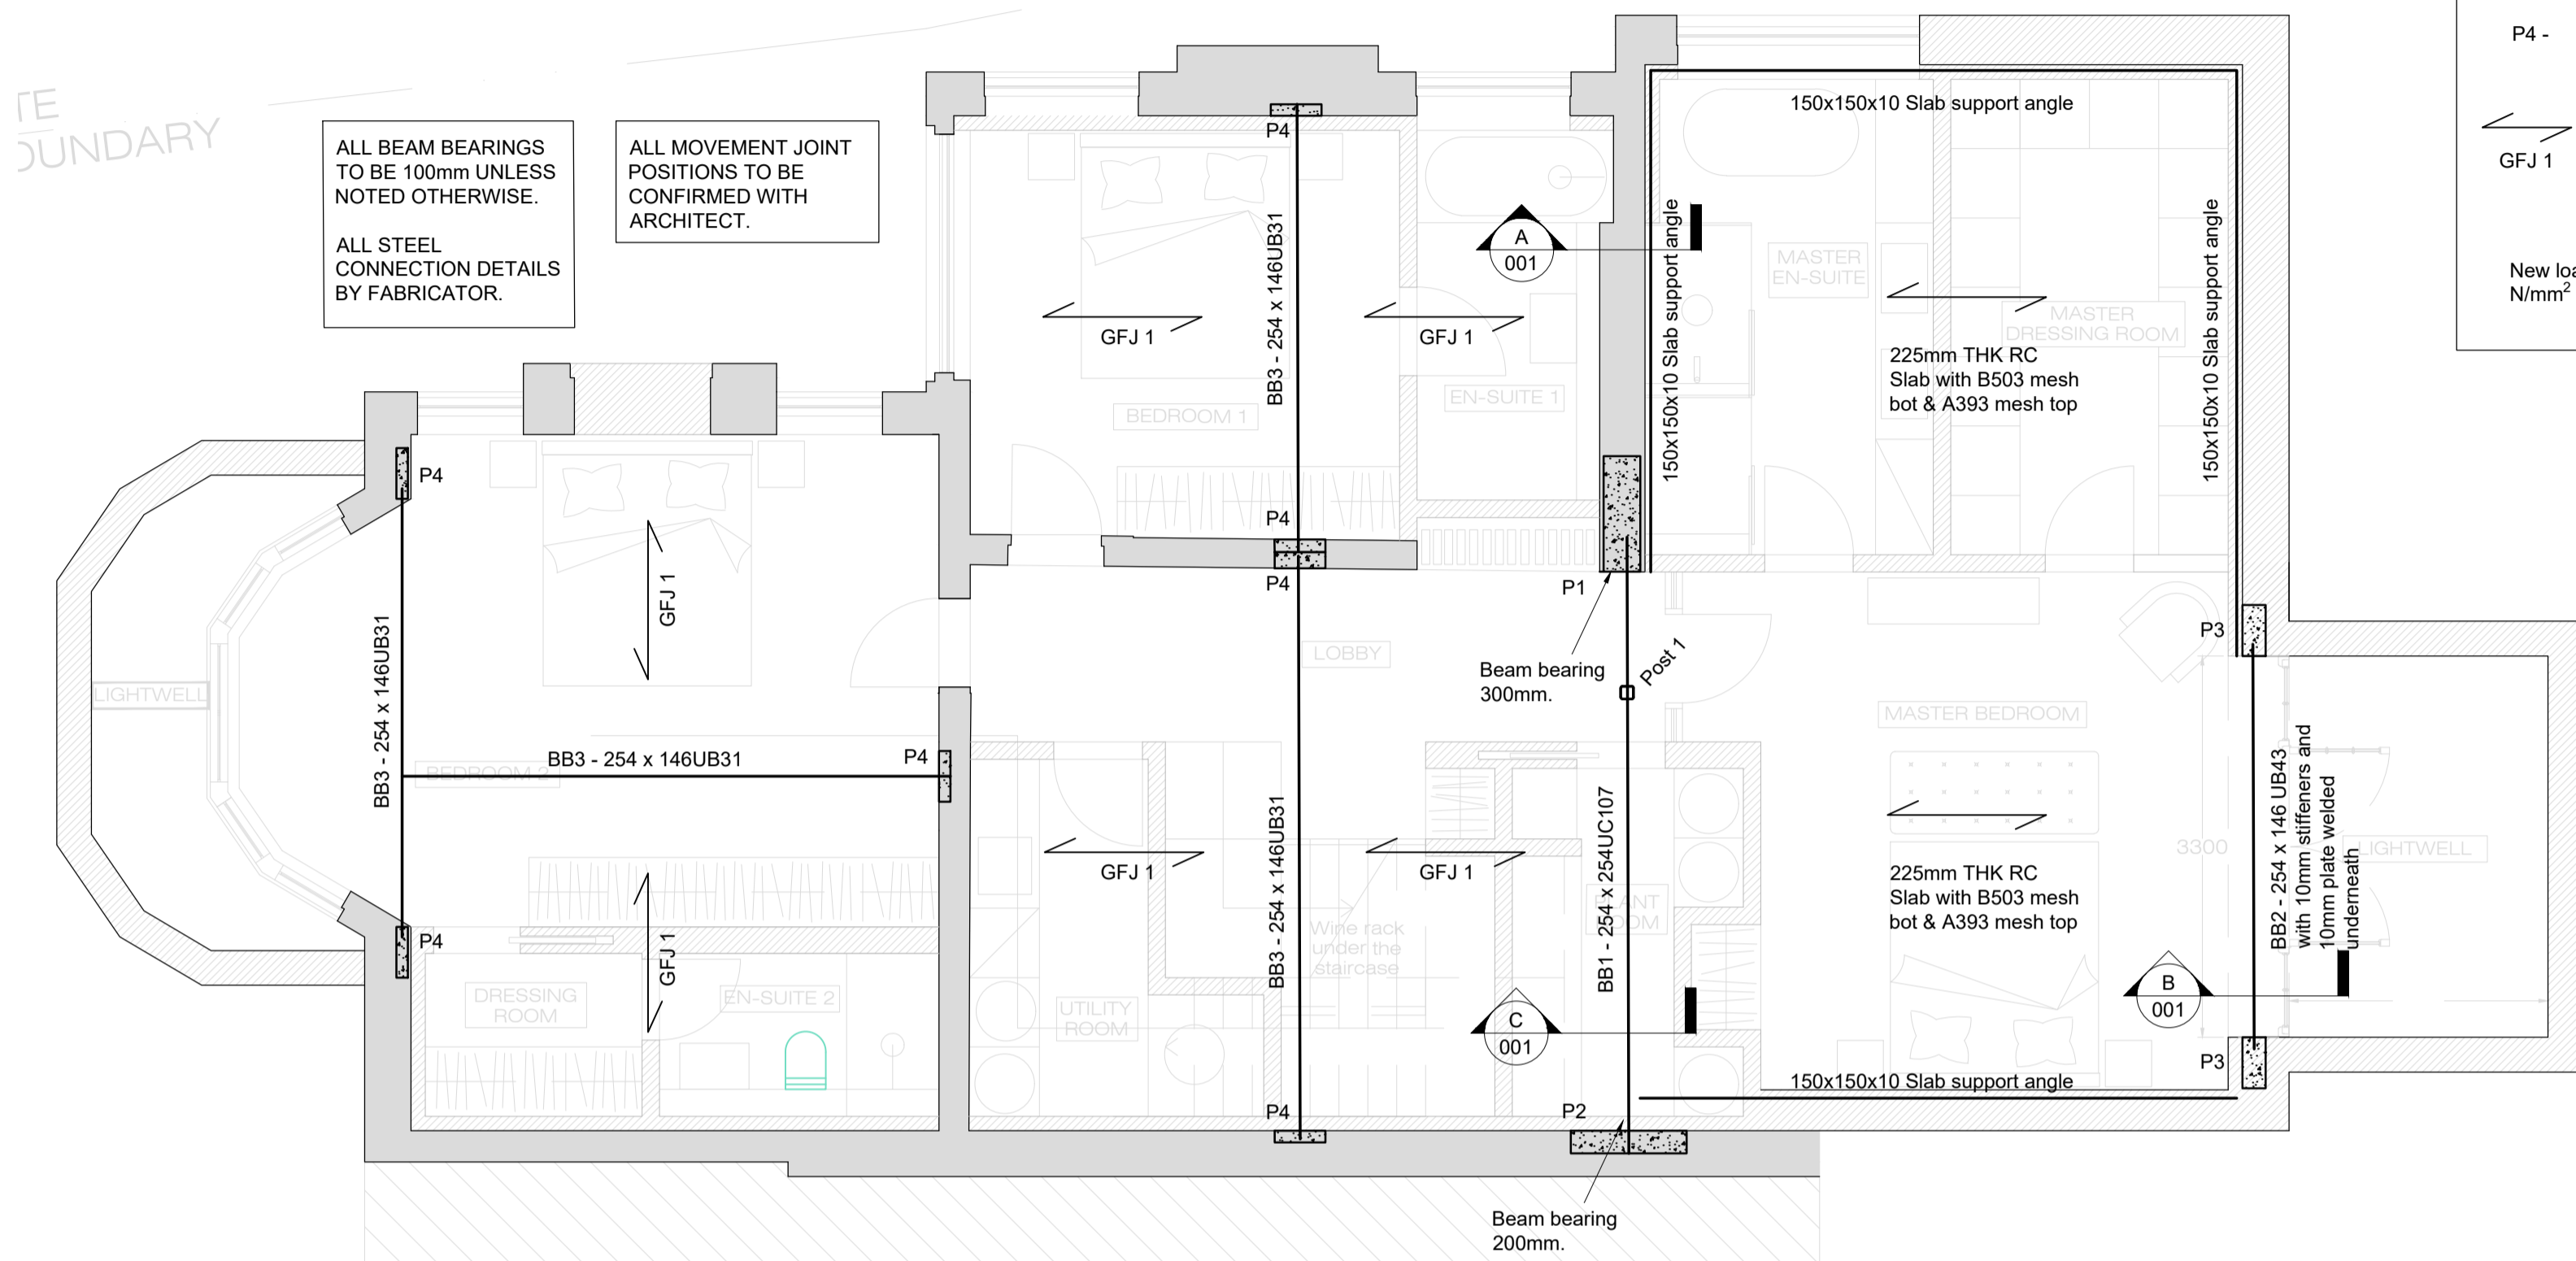 TE
OUNDARY
ALL BEAM BEARINGS
TO BE 100mm UNLESS
NOTED OTHERWISE.
ALL STEEL
CONNECTION DETAILS
BY FABRICATOR.
ALL MOVEMENT JOINT
POSITIONS TO BE
CONFIRMED WITH
ARCHITECT.
P4 -
GFJ 1
New loa
N/mm²
P4
BB3 - 254 x 146UB31
GFJ 1
GFJ 1
BEDROOM 1
EN-SUITE 1
A
001
150x150x10 Slab support angle
150x150x10 Slab support angle
150x150x10 Slab support angle
MASTER
EN-SUITE
MASTER
DRESSING ROOM
225mm THK RC
Slab with B503 mesh
bot & A393 mesh top
P4
P4
P4
P1
Beam bearing
300mm.
Post 1
LOBBY
GFJ 1
BB3 - 254 x 146UB31
LIGHTWELL
BB3 - 254 x 146UB31
P4
BEDROOM 2
P4
GFJ 1
DRESSING
ROOM
EN-SUITE 2
GFJ 1
UTILITY
ROOM
BB3 - 254 x 146UB31
GFJ 1
Wine rack
under the
staircase
P4
BB1 - 254 x 254UC107
PLANT
ROOM
C
001
P2
Beam bearing
200mm.
MASTER BEDROOM
225mm THK RC
Slab with B503 mesh
bot & A393 mesh top
150x150x10 Slab support angle
P3
3300
BB2 - 254 x 146 UB43
with 10mm stiffeners and
10mm plate welded
underneath
LIGHTWELL
B
001
P3